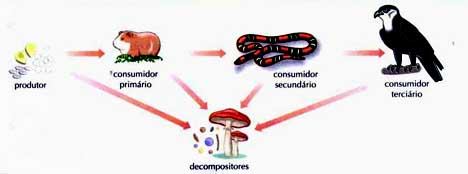 produtor
consumidor
primário
consumidor
secundário
consumidor
terciário
decompositores